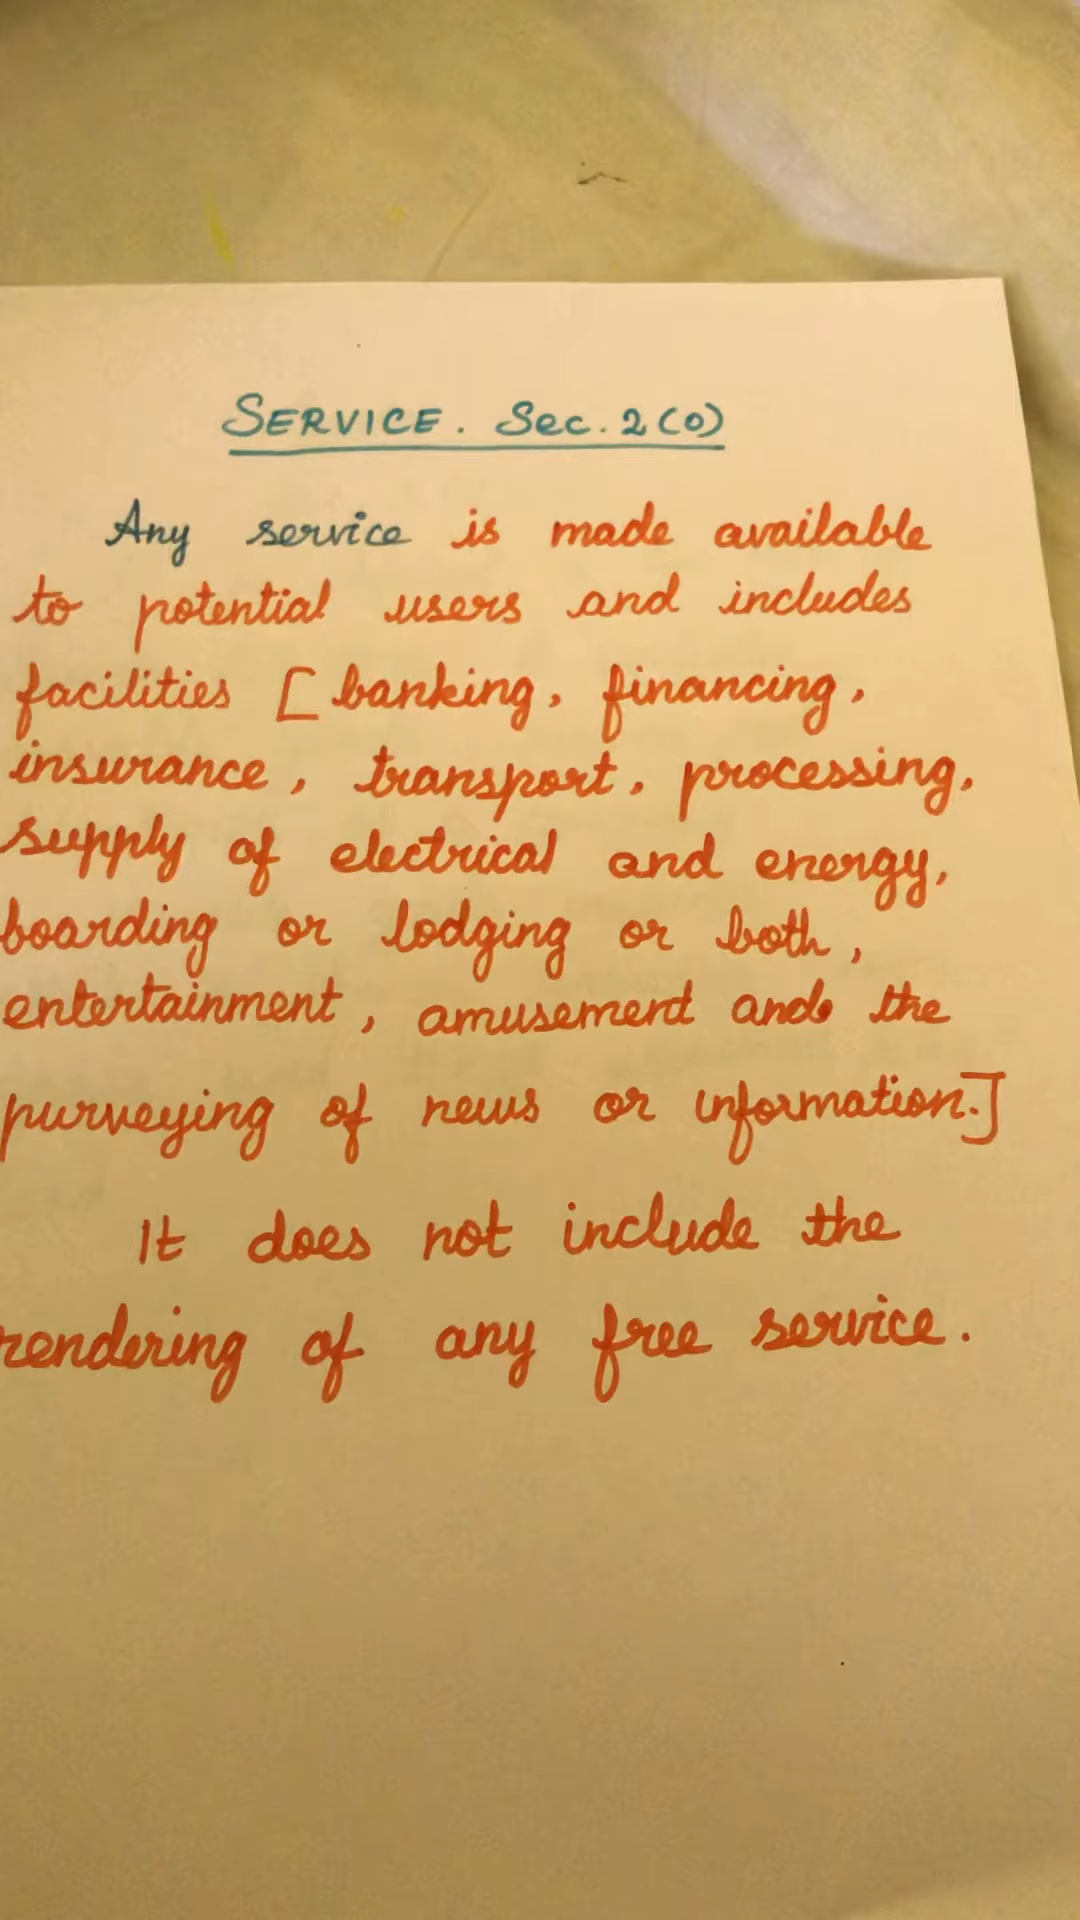 SERVICE. Sec. 2(o)
Any service is made available
to potential users and includes
facilities [banking, financing,
insurance, transport, processing,
supply of electrical and energy,
boarding or lodging or both,
entertainment, amusement and the
purveying of news or information.]
It does not include the
rendering of any free service.